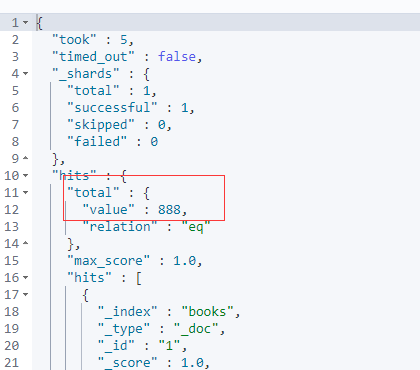 1 {
2 "took" : 5,
3 "timed_out" : false,
4 "_shards" : {
5 "total" : 1,
6 "successful" : 1,
7 "skipped" : 0,
8 "failed" : 0
9 },
10 "hits" : {
11 "total" : {
12 "value" : 888,
13 "relation" : "eq"
14 },
15 "max_score" : 1.0,
16 "hits" : [
17 {
18 "_index" : "books",
19 "_type" : "_doc",
20 "_id" : "1",
21 "_score" : 1.0,